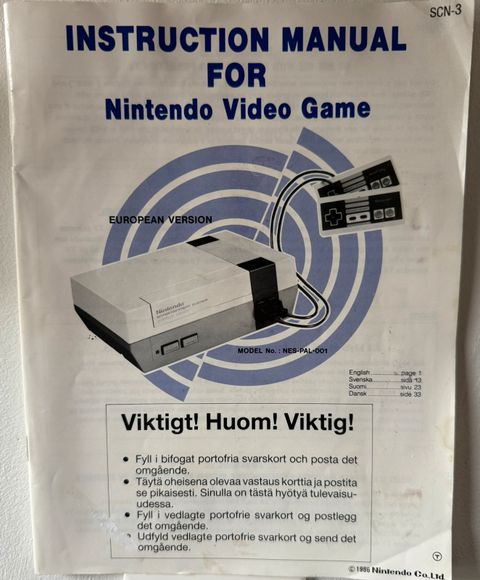 SCN-3
INSTRUCTION MANUAL
FOR
Nintendo Video Game
EUROPEAN VERSION
Nintendo
MODEL No. : NES-PAL-001
English ............ page 1
Svenska ............ sida 13
Suomi ............ sivu 23
Dansk ............ side 33
Viktigt! Huom! Viktig!
• Fyll i bifogat portofria svarskort och posta det
omgående.
• Täytä oheisena olevaa vastaus korttia ja postita
se pikaisesti. Sinulla on tästä hyötyä tulevaisu-
udessa.
• Fyll i vedlagte portofrie svarkort og postlegg
det omgående.
• Udfyld vedlagte portofrie svarkort og send det
omgående.
T
© 1986 Nintendo Co., Ltd.